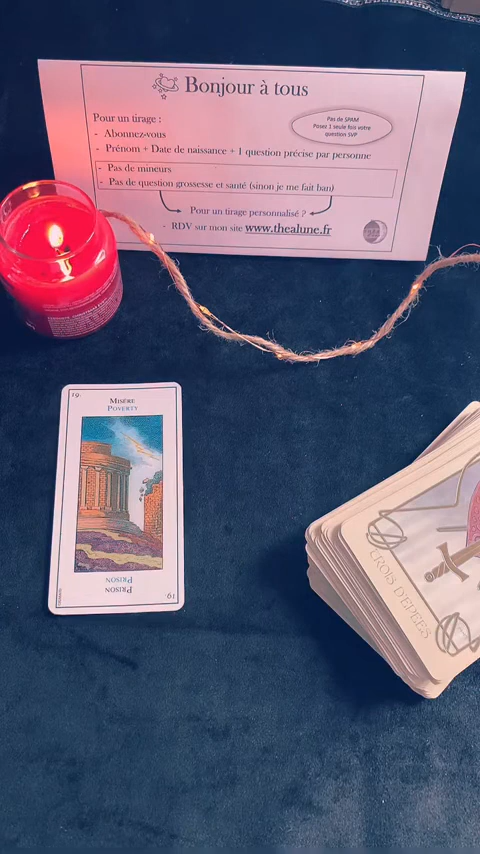 Bonjour à tous
Pour un tirage :
Pas de SPAM
Posez 1 seule fois votre
question SVP
- Abonnez-vous
- Prénom + Date de naissance + 1 question précise par personne
- Pas de mineurs
- Pas de question grossesse et santé (sinon je me fait ban)
Pour un tirage personnalisé ?
- RDV sur mon site www.thealune.fr
19.
MISÈRE
POVERTY
PRISON
PRISON
19.
TROIS D'EPÉES